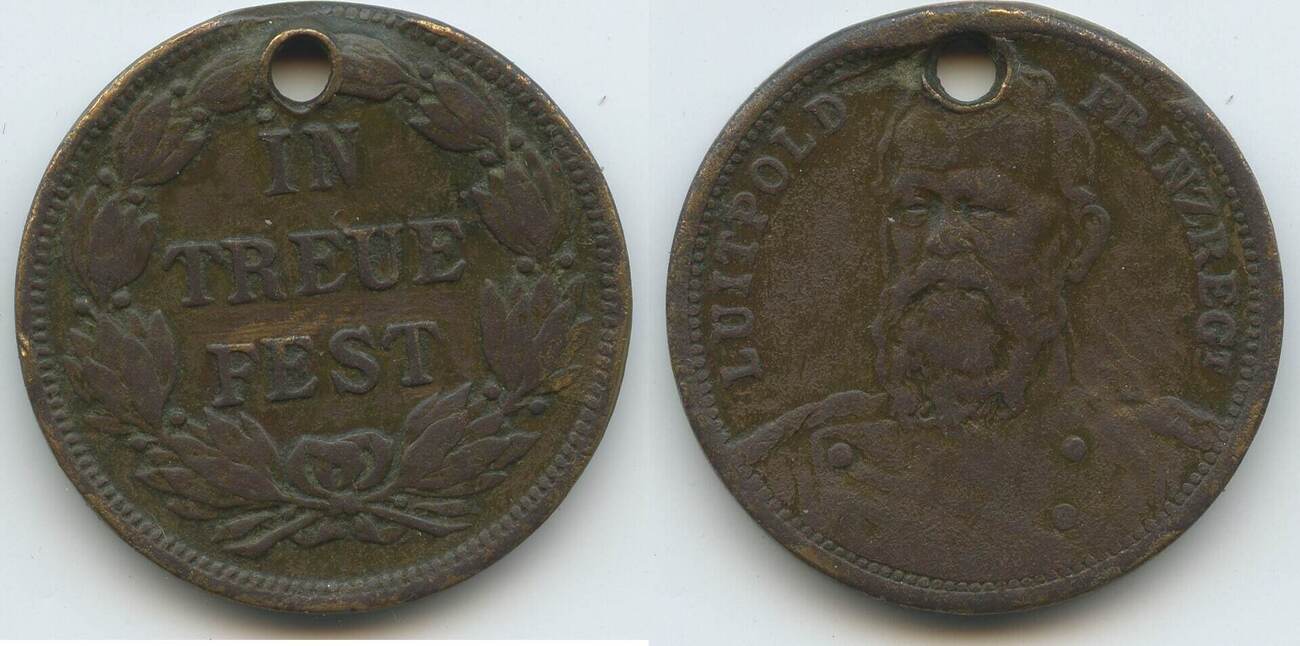 IN
TREUE
FEST
LUITPOLD PRINZREGT